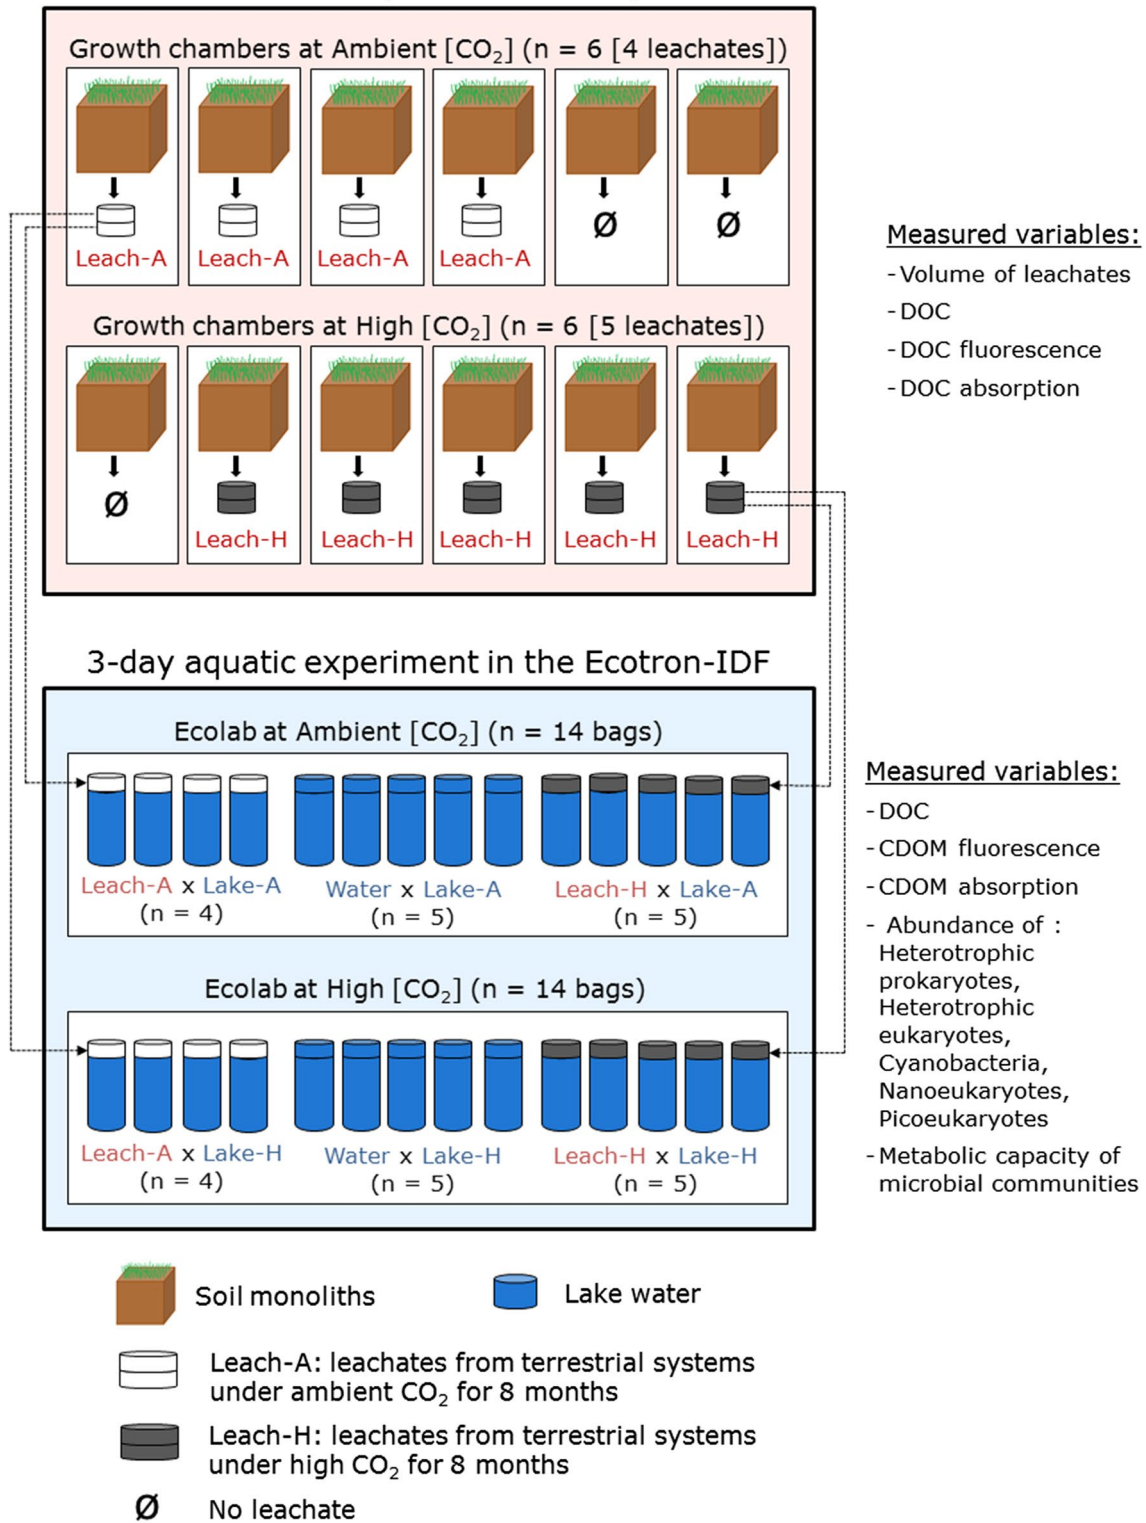 Growth chambers at Ambient [CO₂] (n = 6 [4 leachates])
Ø
Ø
Leach-A
Leach-A
Leach-A
Leach-A
Growth chambers at High [CO₂] (n = 6 [5 leachates])
Ø
Leach-H
Leach-H
Leach-H
Leach-H
Leach-H
Measured variables:
-Volume of leachates
-DOC
-DOC fluorescence
-DOC absorption
3-day aquatic experiment in the Ecotron-IDF
Ecolab at Ambient [CO₂] (n = 14 bags)
Leach-A x Lake-A
(n = 4)
Water x Lake-A
(n = 5)
Leach-H x Lake-A
(n = 5)
Ecolab at High [CO₂] (n = 14 bags)
Leach-A x Lake-H
(n = 4)
Water x Lake-H
(n = 5)
Leach-H x Lake-H
(n = 5)
Measured variables:
-DOC
-CDOM fluorescence
-CDOM absorption
- Abundance of :
Heterotrophic
prokaryotes,
Heterotrophic
eukaryotes,
Cyanobacteria,
Nanoeukaryotes,
Picoeukaryotes
-Metabolic capacity of
microbial communities
Soil monoliths
Lake water
Leach-A: leachates from terrestrial systems
under ambient CO₂ for 8 months
Leach-H: leachates from terrestrial systems
under high CO₂ for 8 months
Ø No leachate